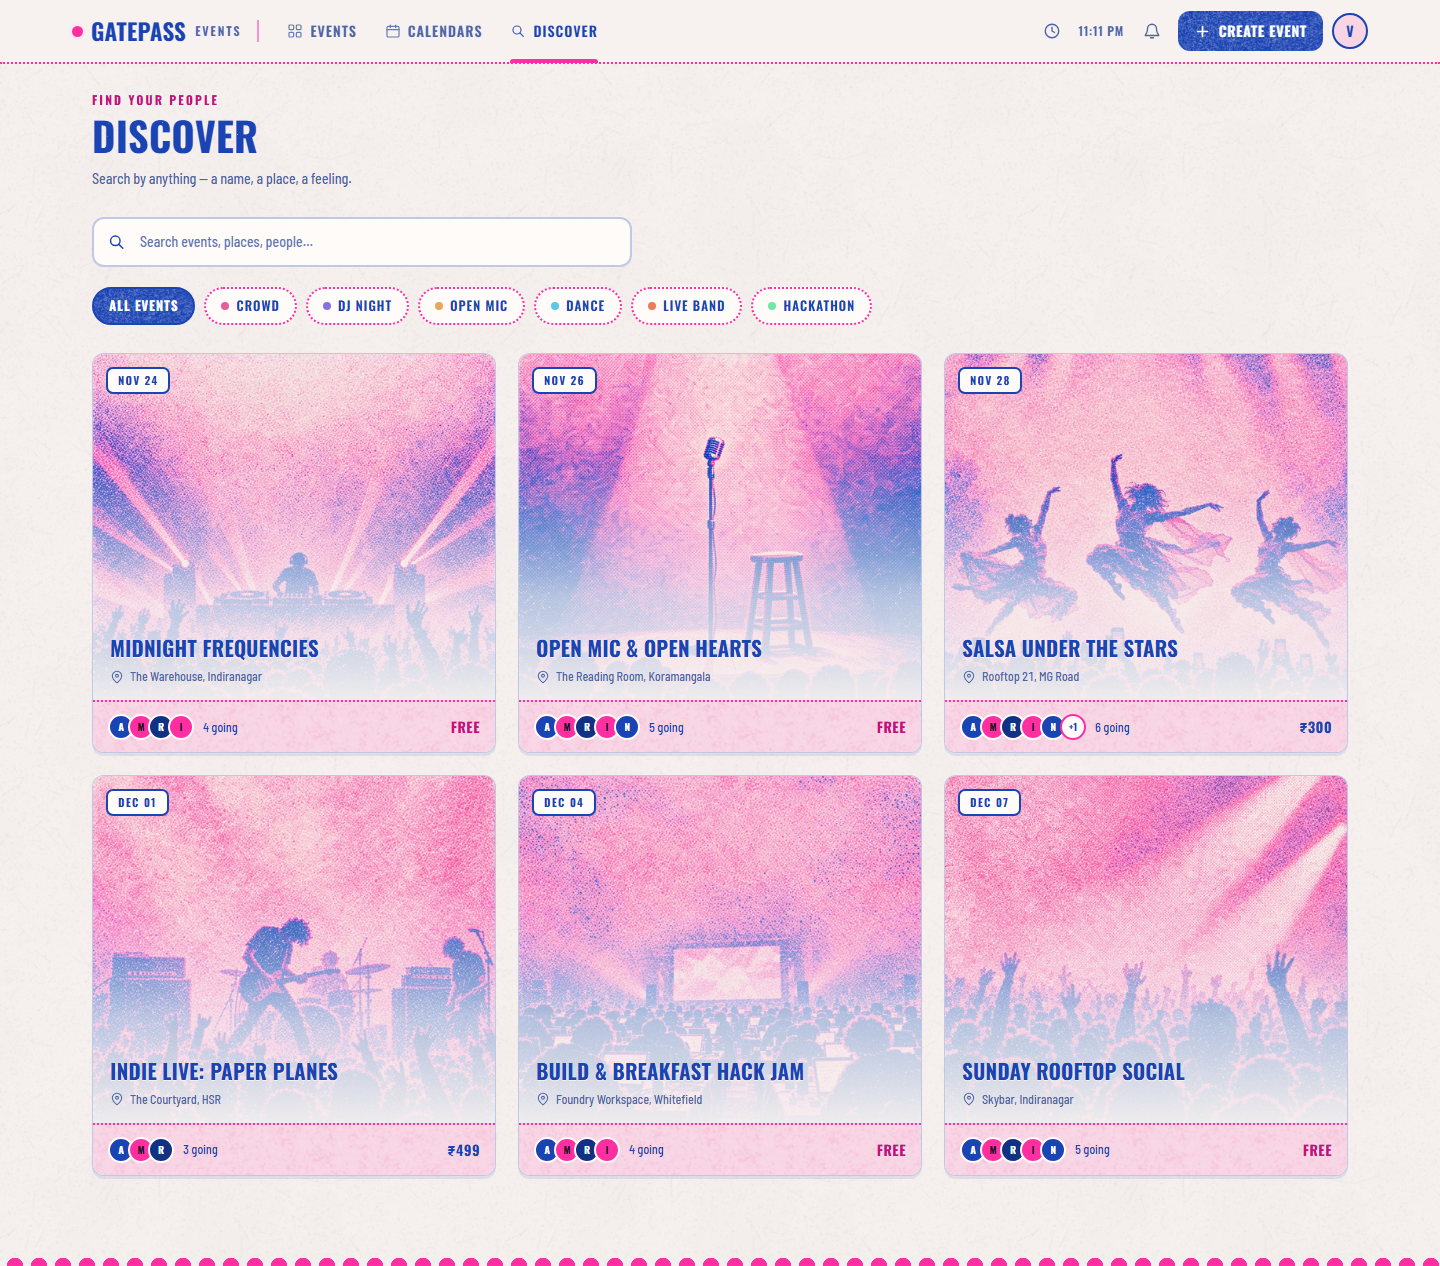 GATEPASS EVENTS
EVENTS
CALENDARS
DISCOVER
11:11 PM
CREATE EVENT
V
FIND YOUR PEOPLE
DISCOVER
Search by anything — a name, a place, a feeling.
Search events, places, people...
ALL EVENTS
CROWD
DJ NIGHT
OPEN MIC
DANCE
LIVE BAND
HACKATHON
NOV 24
MIDNIGHT FREQUENCIES
The Warehouse, Indiranagar
A M R I
4 going
FREE
NOV 26
OPEN MIC & OPEN HEARTS
The Reading Room, Koramangala
A M R I N
5 going
FREE
NOV 28
SALSA UNDER THE STARS
Rooftop 21, MG Road
A M R I N +1
6 going
₹300
DEC 01
INDIE LIVE: PAPER PLANES
The Courtyard, HSR
A M R
3 going
₹499
DEC 04
BUILD & BREAKFAST HACK JAM
Foundry Workspace, Whitefield
A M R I
4 going
FREE
DEC 07
SUNDAY ROOFTOP SOCIAL
Skybar, Indiranagar
A M R I N
5 going
FREE